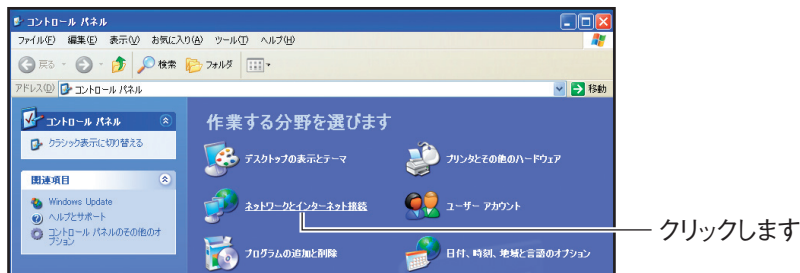 コントロール パネル
ファイル(F) 編集(E) 表示(V) お気に入り(A) ツール(T) ヘルプ(H)
戻る 検索 フォルダ
アドレス(D) コントロール パネル 移動
コントロール パネル
クラシック表示に切り替える
関連項目
Windows Update
ヘルプとサポート
コントロール パネルのその他のオ
プション
作業する分野を選びます
デスクトップの表示とテーマ
プリンタとその他のハードウェア
ネットワークとインターネット接続
ユーザー アカウント
クリックします
プログラムの追加と削除
日付、時刻、地域と言語のオプション